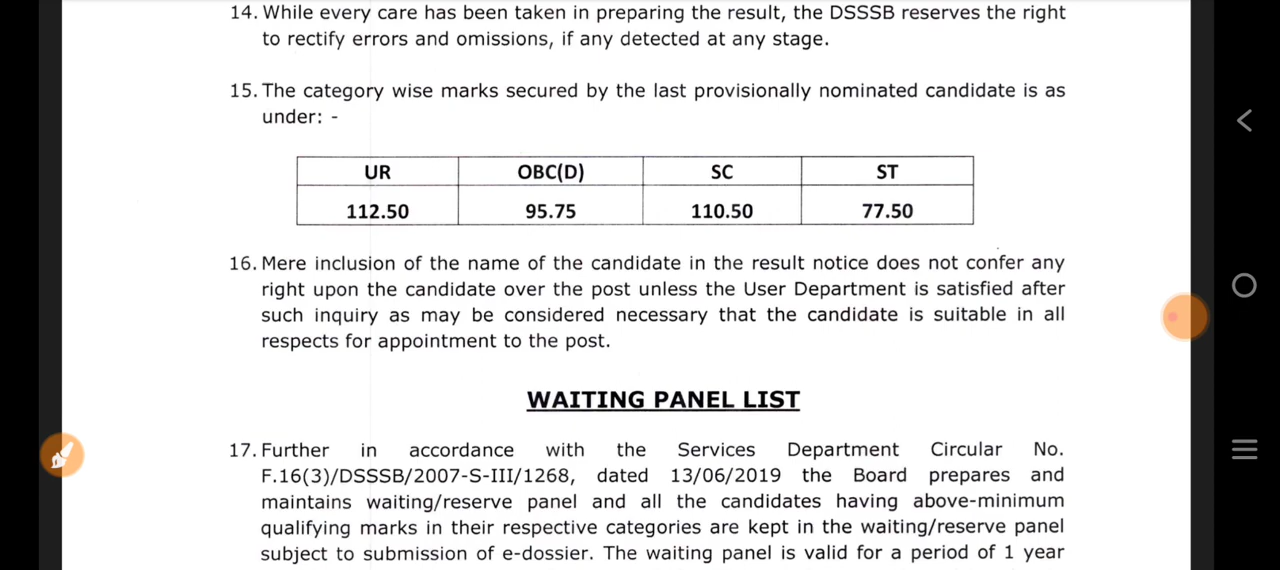 14. While every care has been taken in preparing the result, the DSSSB reserves the right
to rectify errors and omissions, if any detected at any stage.
15. The category wise marks secured by the last provisionally nominated candidate is as
under: -
UR OBC(D) SC ST
112.50 95.75 110.50 77.50
16. Mere inclusion of the name of the candidate in the result notice does not confer any
right upon the candidate over the post unless the User Department is satisfied after
such inquiry as may be considered necessary that the candidate is suitable in all
respects for appointment to the post.
WAITING PANEL LIST
17. Further in accordance with the Services Department Circular No.
F.16(3)/DSSSB/2007-S-III/1268, dated 13/06/2019 the Board prepares and
maintains waiting/reserve panel and all the candidates having above-minimum
qualifying marks in their respective categories are kept in the waiting/reserve panel
subject to submission of e-dossier. The waiting panel is valid for a period of 1 year